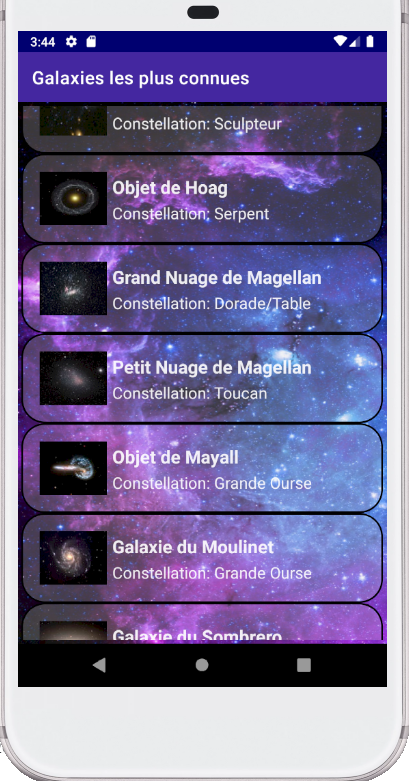 3:44
Galaxies les plus connues
Constellation: Sculpteur
Objet de Hoag
Constellation: Serpent
Grand Nuage de Magellan
Constellation: Dorade/Table
Petit Nuage de Magellan
Constellation: Toucan
Objet de Mayall
Constellation: Grande Ourse
Galaxie du Moulinet
Constellation: Grande Ourse
Galaxie du Sombrero